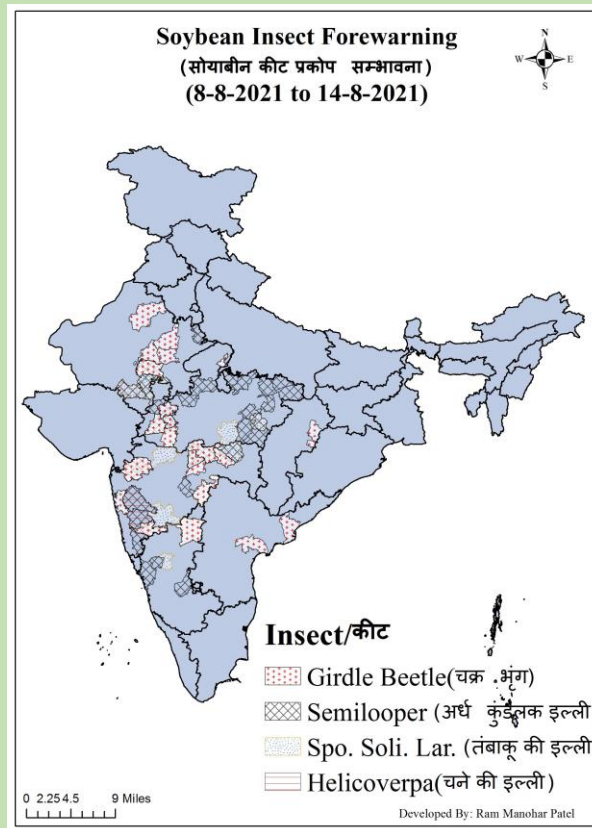 Soybean Insect Forewarning
(सोयाबीन कीट प्रकोप सम्भावना)
(8-8-2021 to 14-8-2021)
N
W E
S
Insect/कीट
Girdle Beetle(चक्र भृंग)
Semilooper (अर्ध कुंडलक इल्ली
Spo. Soli. Lar. (तंबाकू की इल्ली
Helicoverpa(चने की इल्ली)
0 2.25 4.5 9 Miles
Developed By: Ram Manohar Patel